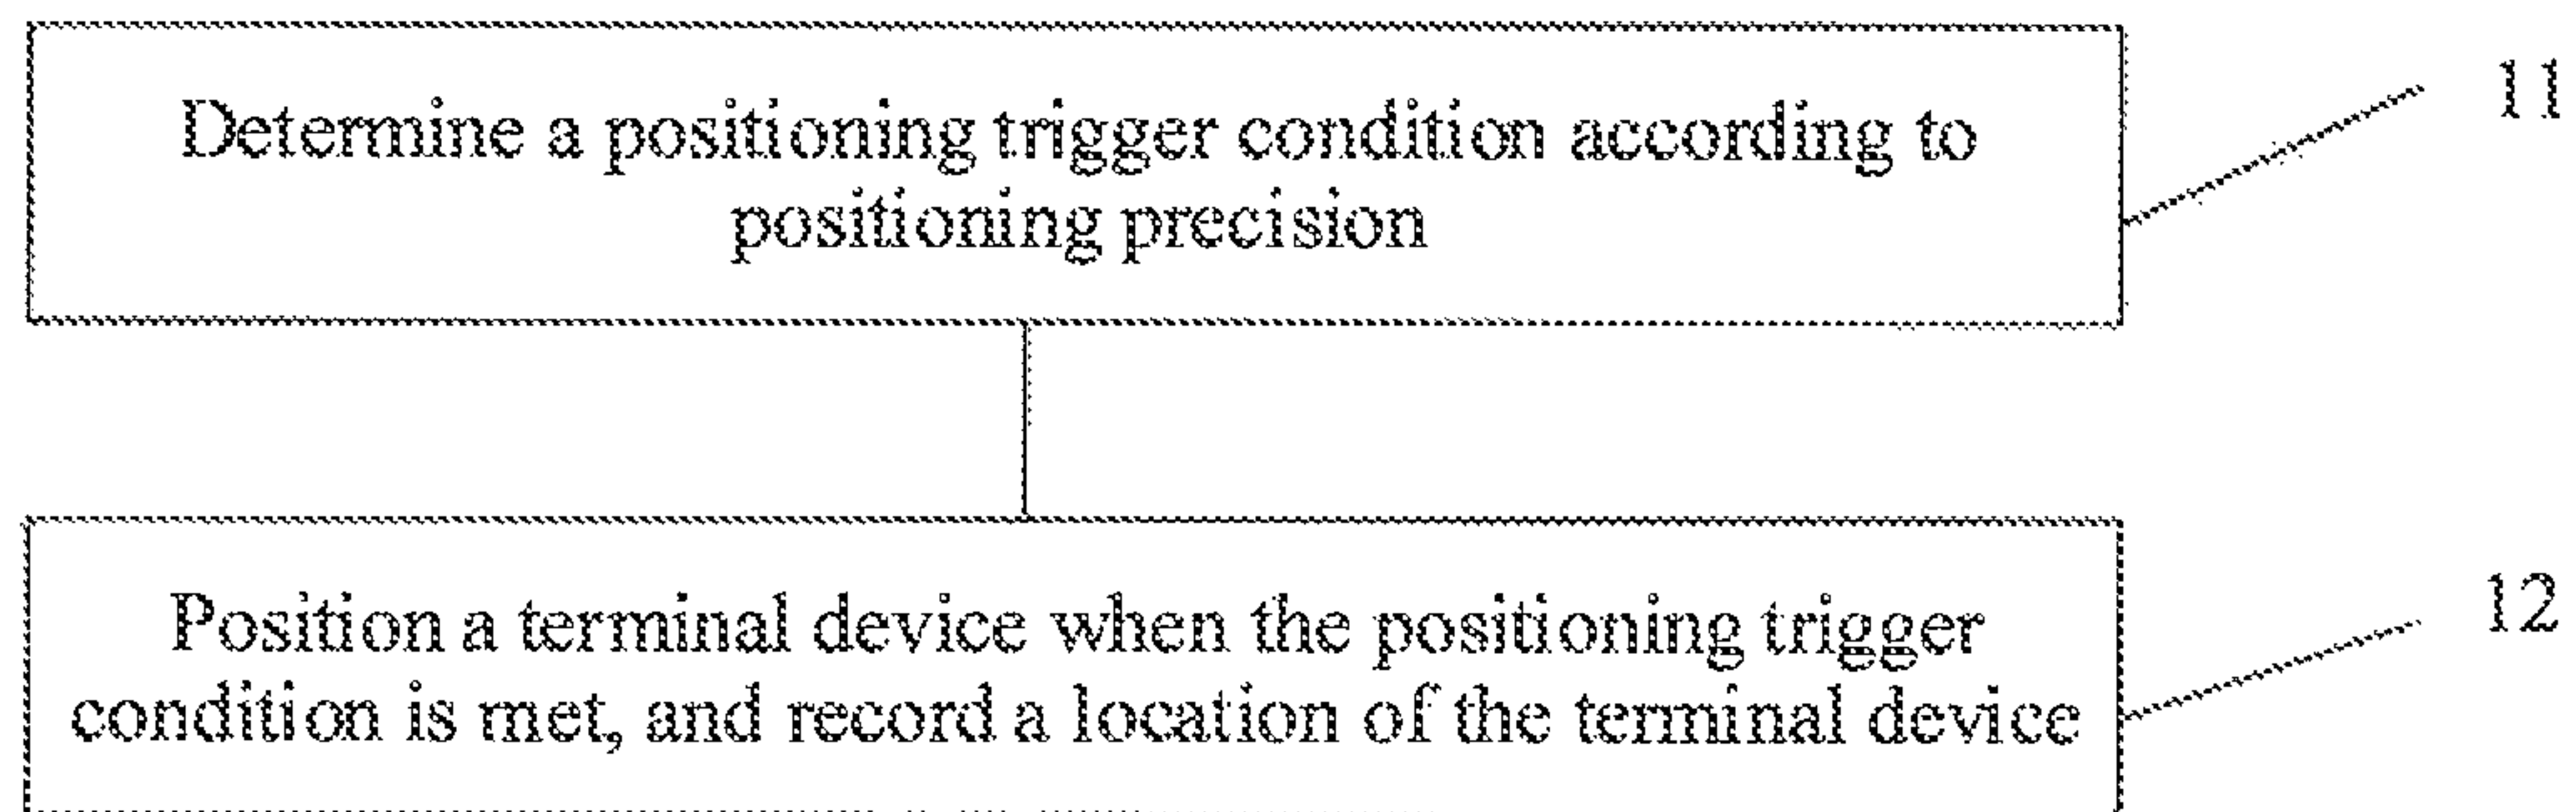 Determine a positioning trigger condition according to
positioning precision
11
Position a terminal device when the positioning trigger
condition is met, and record a location of the terminal device
12